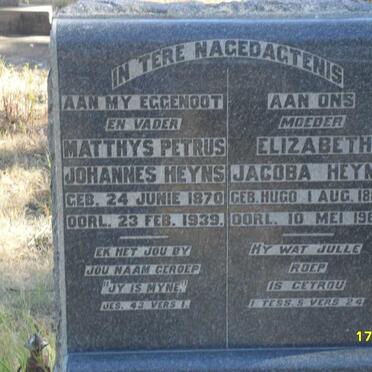 IN TERE NAGEDAGTENIS
AAN MY EGGENOOT
EN VADER
MATTHYS PETRUS
JOHANNES HEYNS
GEB. 24 JUNIE 1870
OORL. 23 FEB. 1939.
EK HET JOU BY
JOU NAAM GEROEP
"JY IS MYNE"
JES. 43 VERS 1.
AAN ONS
MOEDER
ELIZABETH
JACOBA HEYN
GEB. HUGO 1 AUG.
OORL. 10 MEI
HY WAT JULLE
ROEP
IS GETROU
1 TESS. 5 VERS 24
17